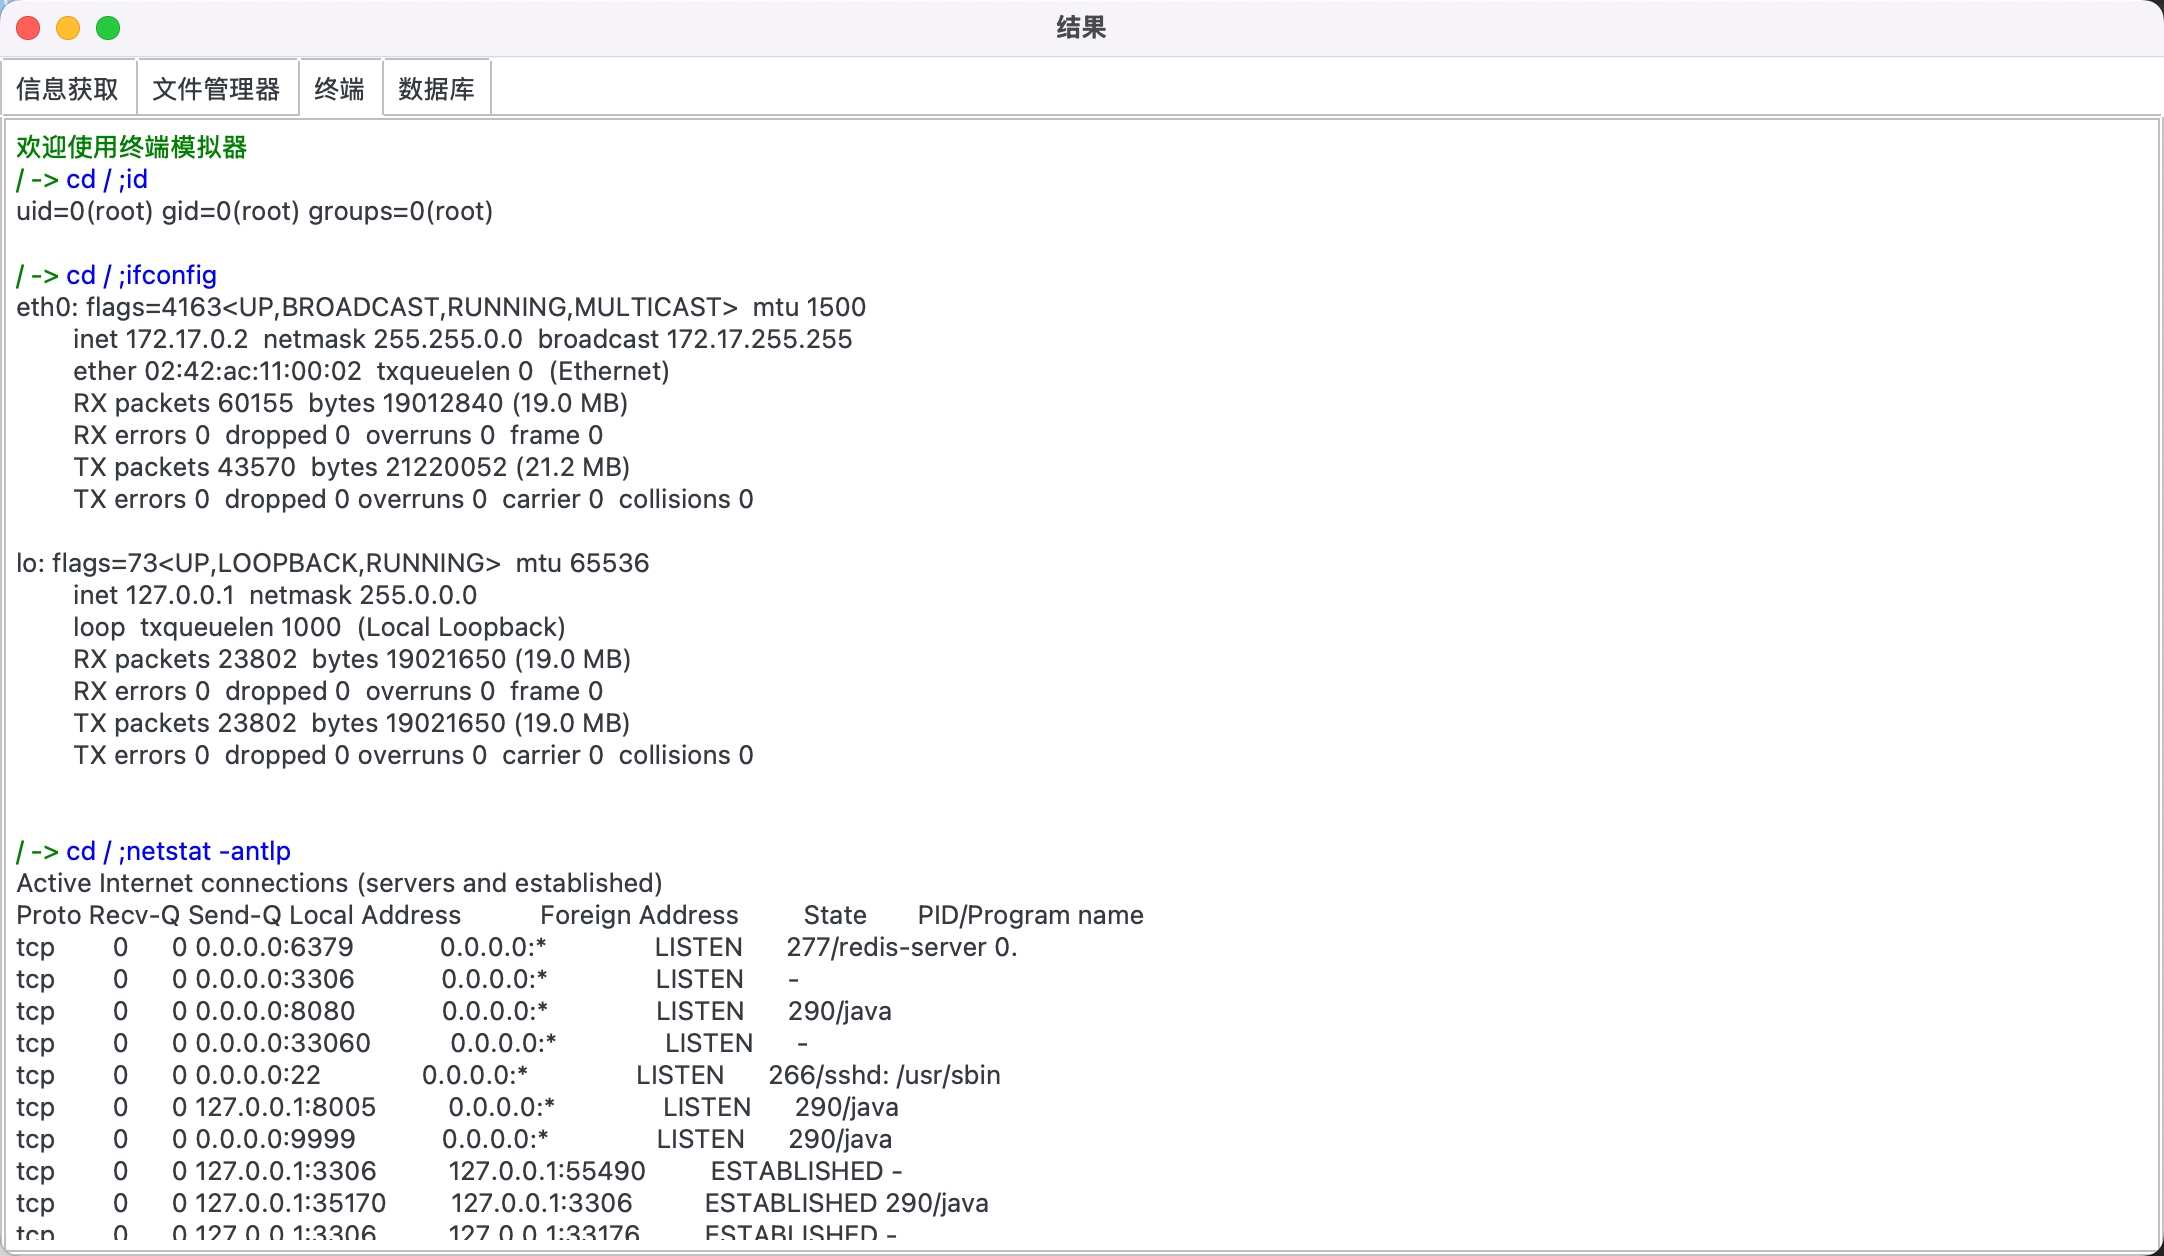 结果
信息获取 文件管理器 终端 数据库
欢迎使用终端模拟器
/ -> cd / ;id
uid=0(root) gid=0(root) groups=0(root)
/ -> cd / ;ifconfig
eth0: flags=4163<UP,BROADCAST,RUNNING,MULTICAST>  mtu 1500
inet 172.17.0.2  netmask 255.255.0.0  broadcast 172.17.255.255
ether 02:42:ac:11:00:02  txqueuelen 0  (Ethernet)
RX packets 60155  bytes 19012840 (19.0 MB)
RX errors 0  dropped 0  overruns 0  frame 0
TX packets 43570  bytes 21220052 (21.2 MB)
TX errors 0  dropped 0 overruns 0  carrier 0  collisions 0
lo: flags=73<UP,LOOPBACK,RUNNING>  mtu 65536
inet 127.0.0.1  netmask 255.0.0.0
loop  txqueuelen 1000  (Local Loopback)
RX packets 23802  bytes 19021650 (19.0 MB)
RX errors 0  dropped 0  overruns 0  frame 0
TX packets 23802  bytes 19021650 (19.0 MB)
TX errors 0  dropped 0 overruns 0  carrier 0  collisions 0
/ -> cd / ;netstat -antlp
Active Internet connections (servers and established)
Proto Recv-Q Send-Q Local Address Foreign Address State PID/Program name
tcp 0 0 0.0.0.0:6379 0.0.0.0:* LISTEN 277/redis-server 0.
tcp 0 0 0.0.0.0:3306 0.0.0.0:* LISTEN -
tcp 0 0 0.0.0.0:8080 0.0.0.0:* LISTEN 290/java
tcp 0 0 0.0.0.0:33060 0.0.0.0:* LISTEN -
tcp 0 0 0.0.0.0:22 0.0.0.0:* LISTEN 266/sshd: /usr/sbin
tcp 0 0 127.0.0.1:8005 0.0.0.0:* LISTEN 290/java
tcp 0 0 0.0.0.0:9999 0.0.0.0:* LISTEN 290/java
tcp 0 0 127.0.0.1:3306 127.0.0.1:55490 ESTABLISHED -
tcp 0 0 127.0.0.1:35170 127.0.0.1:3306 ESTABLISHED 290/java
tcp 0 0 127.0.0.1:3306 127.0.0.1:33176 ESTABLISHED -